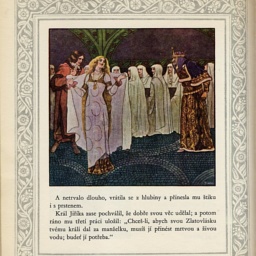 A netrvalo dlouho, vrátila se z hlubiny a přinesla mu štiku
i s prstenem.
Král Jiříka zase pochválil, že dobře svou věc udělal; a potom
ráno mu třetí práci uložil: „Chceš-li, abych svou Zlatovlásku
tvému králi dal za manželku, musíš jí přinést mrtvou a živou
vodu; budeť jí potřeba.“